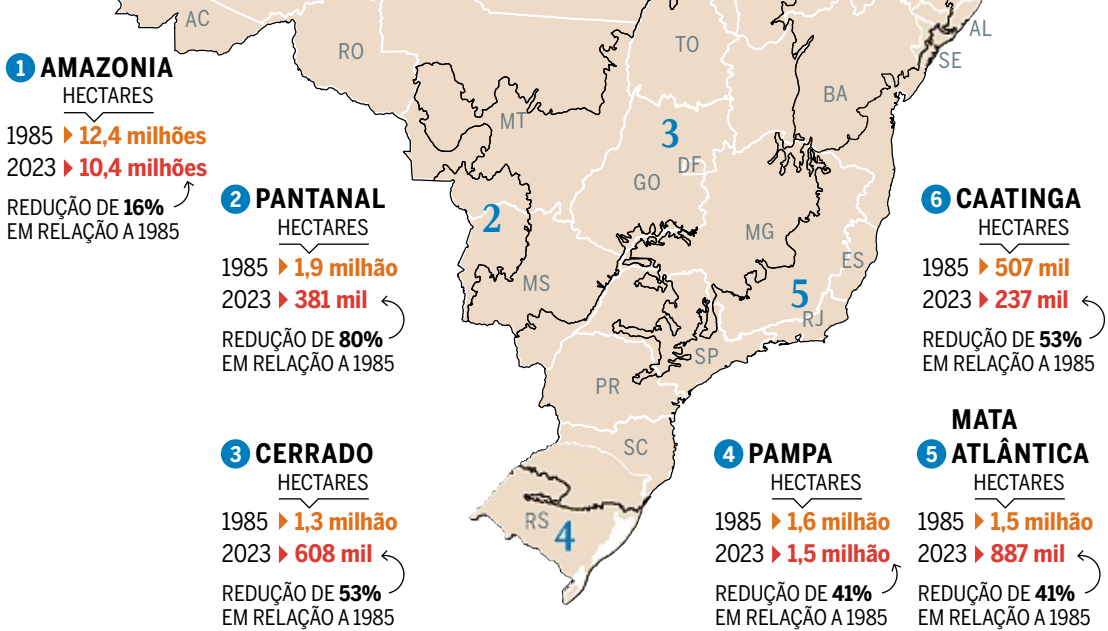 AC
RO
MT
TO
BA
AL
SE
3
DF
GO
2
MS
MG
ES
5
RJ
SP
PR
SC
RS
4
1 AMAZONIA
HECTARES
1985 12,4 milhões
2023 10,4 milhões
REDUÇÃO DE 16%
EM RELAÇÃO A 1985
2 PANTANAL
HECTARES
1985 1,9 milhão
2023 381 mil
REDUÇÃO DE 80%
EM RELAÇÃO A 1985
6 CAATINGA
HECTARES
1985 507 mil
2023 237 mil
REDUÇÃO DE 53%
EM RELAÇÃO A 1985
3 CERRADO
HECTARES
1985 1,3 milhão
2023 608 mil
REDUÇÃO DE 53%
EM RELAÇÃO A 1985
4 PAMPA
HECTARES
1985 1,6 milhão
2023 1,5 milhão
REDUÇÃO DE 41%
EM RELAÇÃO A 1985
MATA
5 ATLÂNTICA
HECTARES
1985 1,5 milhão
2023 887 mil
REDUÇÃO DE 41%
EM RELAÇÃO A 1985